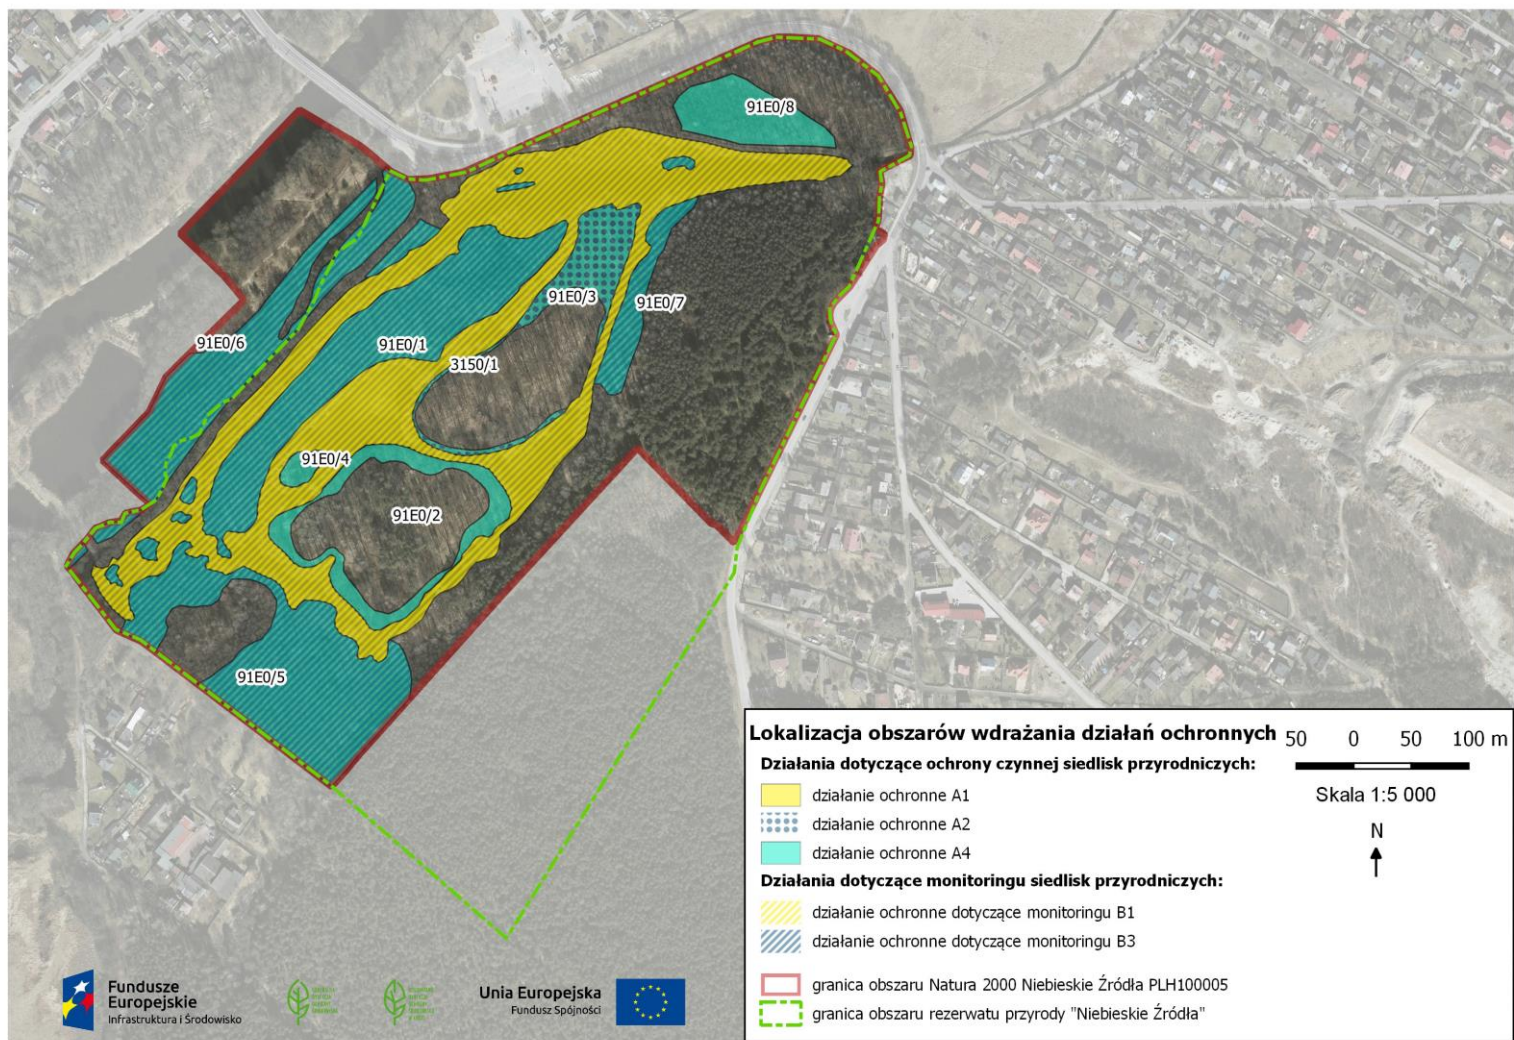 91E0/8
91E0/3
91E0/7
91E0/6
91E0/1
3150/1
91E0/4
91E0/2
91E0/5
Lokalizacja obszarów wdrażania działań ochronnych
50 0 50 100 m
Działania dotyczące ochrony czynnej siedlisk przyrodniczych:
działanie ochronne A1
Skala 1:5 000
działanie ochronne A2
N
działanie ochronne A4
Działania dotyczące monitoringu siedlisk przyrodniczych:
działanie ochronne dotyczące monitoringu B1
działanie ochronne dotyczące monitoringu B3
granica obszaru Natura 2000 Niebieskie Źródła PLH100005
granica obszaru rezerwatu przyrody "Niebieskie Źródła"
Fundusze
Europejskie
Infrastruktura i Środowisko
Unia Europejska
Fundusz Spójności